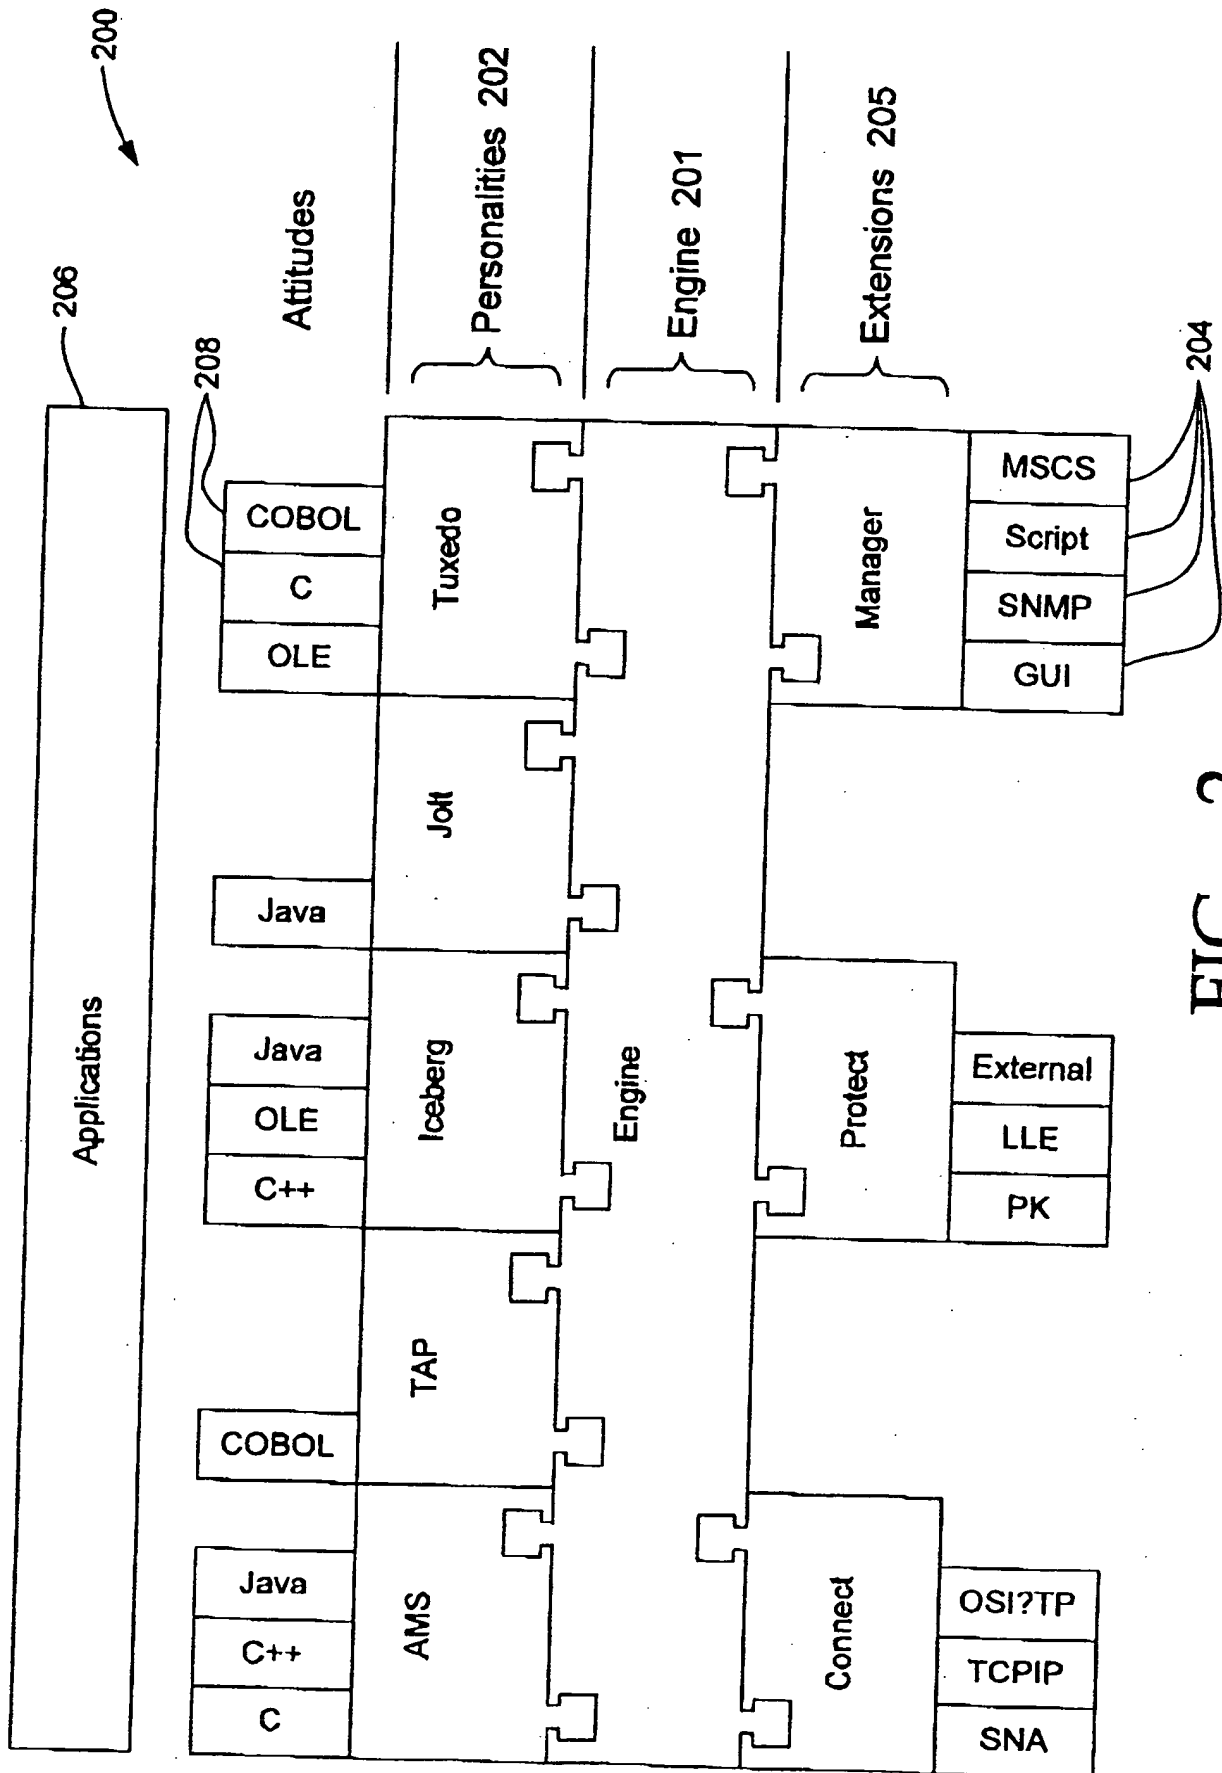 200
206
Applications
Attitudes
208
C
C++
Java
COBOL
C++
OLE
Java
Java
OLE
C
COBOL
AMS
TAP
Iceberg
Jolt
Tuxedo
Personalities 202
Engine
Engine 201
Connect
Protect
Manager
Extensions 205
SNA
TCPIP
OSI?TP
PK
LLE
External
GUI
SNMP
Script
MSCS
204
FIG.